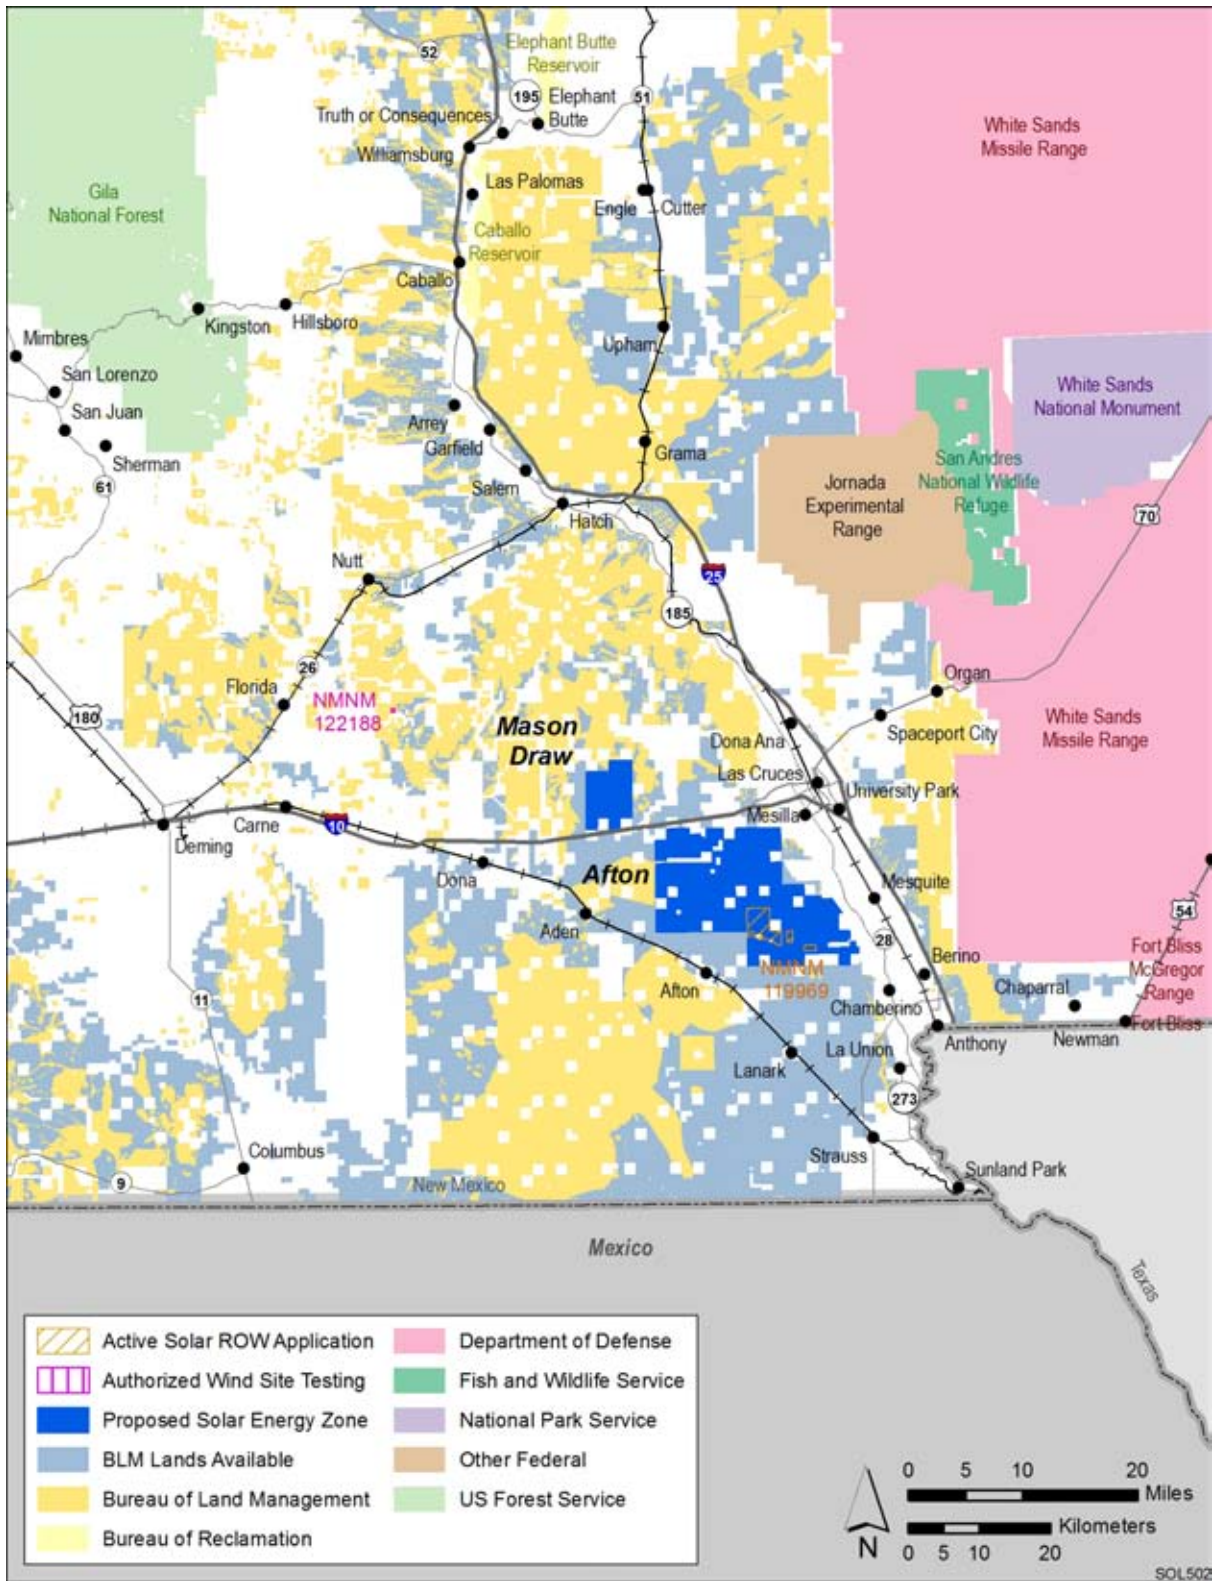 52
Elephant Butte
Reservoir
195
Elephant
Butte
51
Truth or Consequences
Williamsburg
White Sands
Missile Range
Las Palomas
Engle
Cutter
Gila
National Forest
Caballo
Reservoir
Caballo
Kingston
Hillsboro
Mimbres
Upham
San Lorenzo
San Juan
White Sands
National Monument
Arrey
Garfield
Sherman
Grama
San Andres
National Wildlife
Refuge
61
Salem
Jornada
Experimental
Range
Hatch
70
Nutt
25
185
26
Florida
NMNM
122188
Organ
180
Mason
Draw
Dona Ana
Spaceport City
White Sands
Missile Range
Las Cruces
University Park
Mesilla
Carne
10
Deming
Dona
Afton
Mesquite
Aden
28
54
Berino
Fort Bliss
McGregor
Range
NMNM
119969
Afton
Chaparral
11
Chamberino
Fort Bliss
Anthony
Newman
La Union
Lanark
273
Columbus
Strauss
Sunland Park
9
New Mexico
Mexico
Texas
Active Solar ROW Application
Authorized Wind Site Testing
Proposed Solar Energy Zone
BLM Lands Available
Bureau of Land Management
Bureau of Reclamation
Department of Defense
Fish and Wildlife Service
National Park Service
Other Federal
US Forest Service
N
0 5 10 20
Miles
Kilometers
0 5 10 20
SOL502